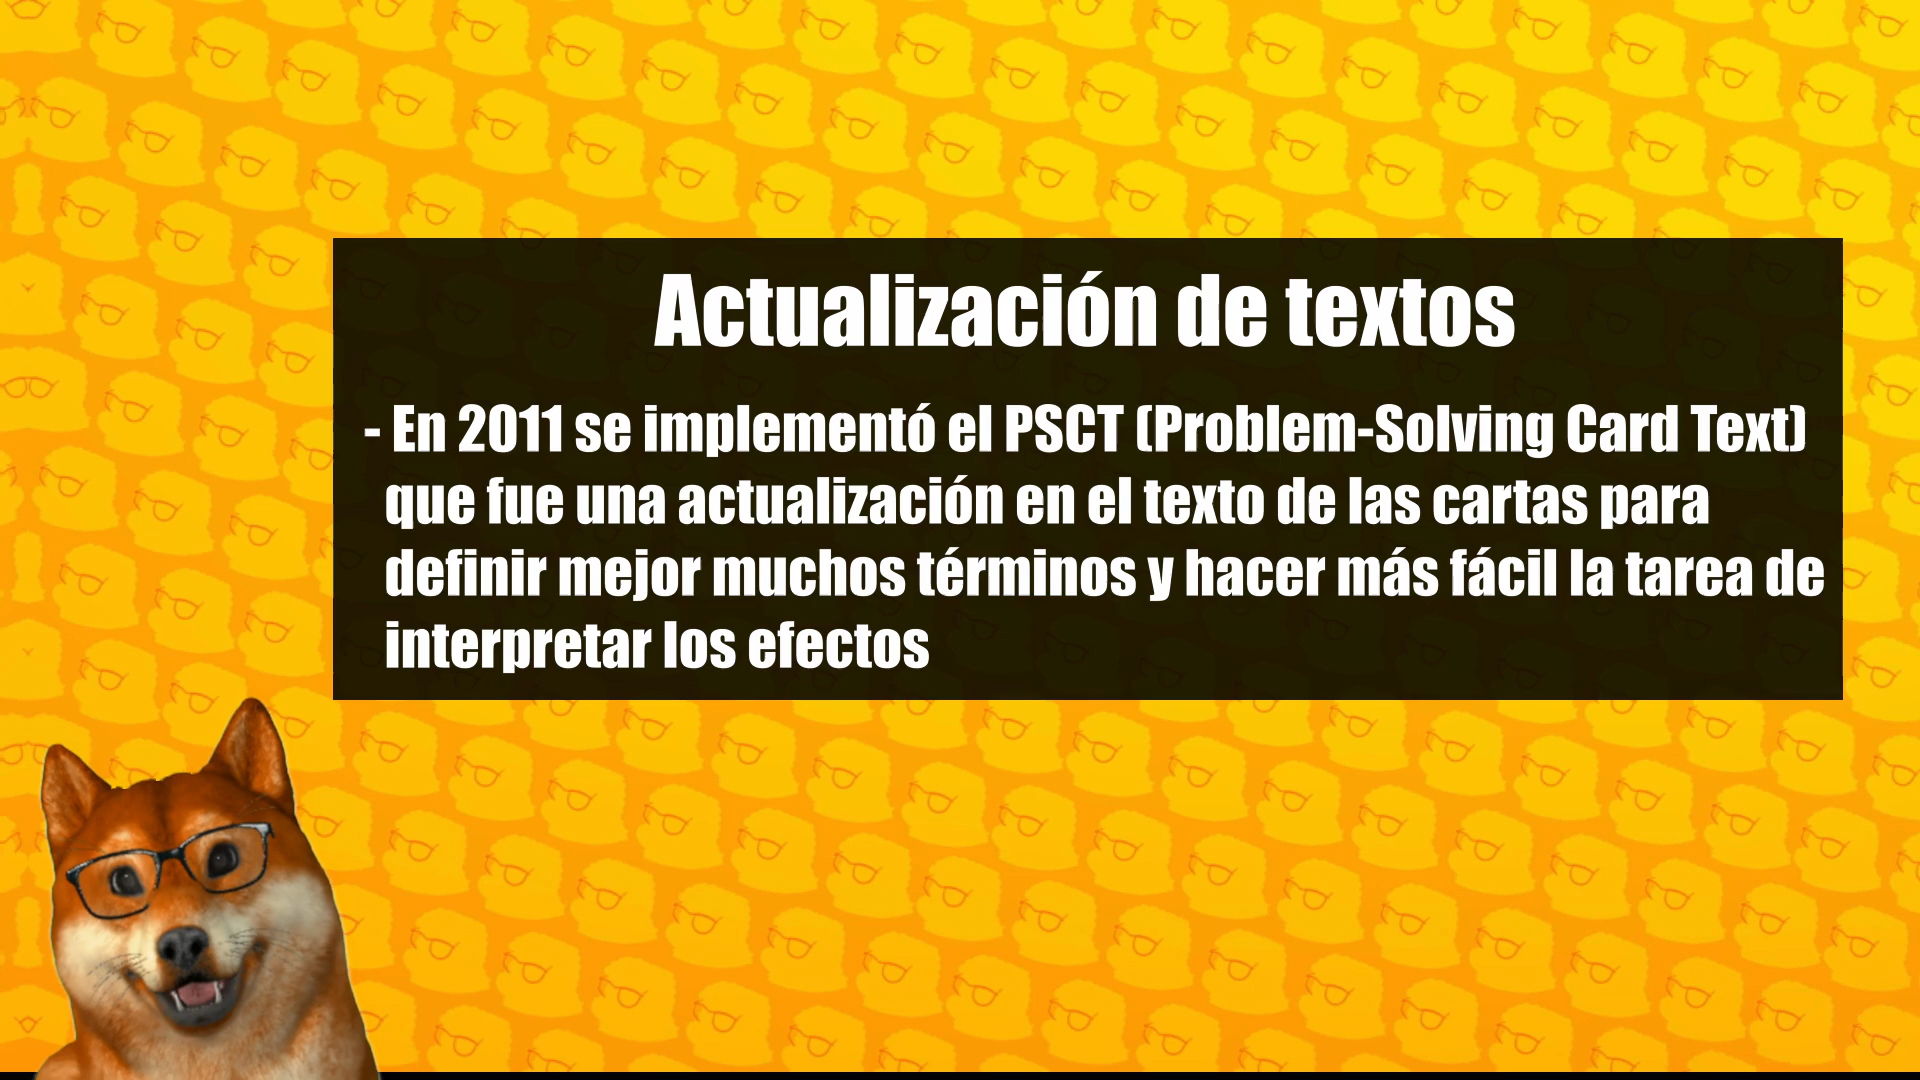 Actualización de textos
- En 2011 se implementó el PSCT (Problem-Solving Card Text)
que fue una actualización en el texto de las cartas para
definir mejor muchos términos y hacer más fácil la tarea de
interpretar los efectos